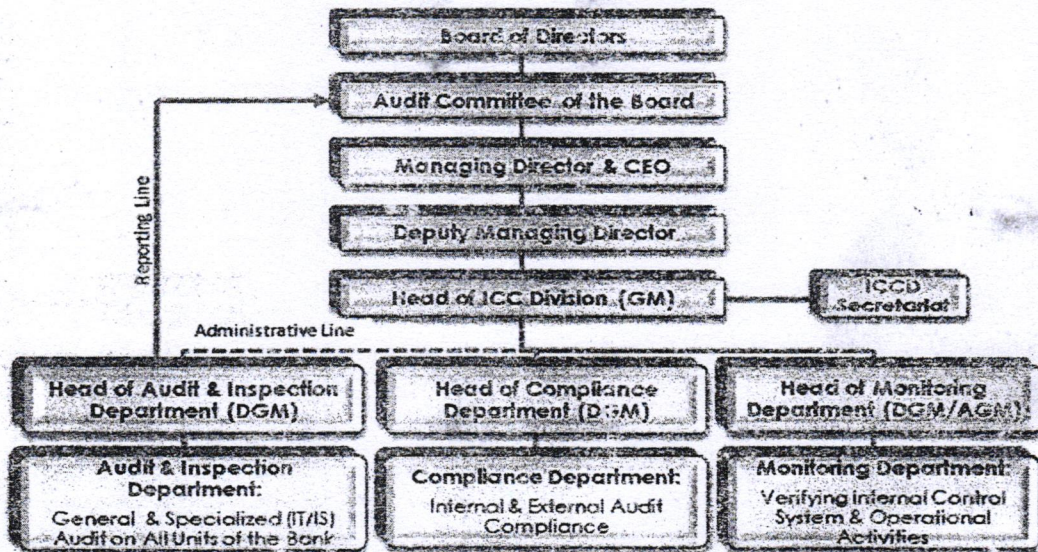 Board of Directors
Audit Committee of the Board
Managing Director & CEO
Deputy Managing Director
Head of ICC Division (GM)
ICCD
Secretariat
Reporting Line
Administrative Line
Head of Audit & Inspection
Department (DGM)
Head of Compliance
Department (DGM)
Head of Monitoring
Department (DGM/AGM)
Audit & Inspection
Department:
General & Specialized (IT/IS)
Audit on All Units of the Bank
Compliance Department:
Internal & External Audit
Compliance
Monitoring Department:
Verifying Internal Control
System & Operational
Activities